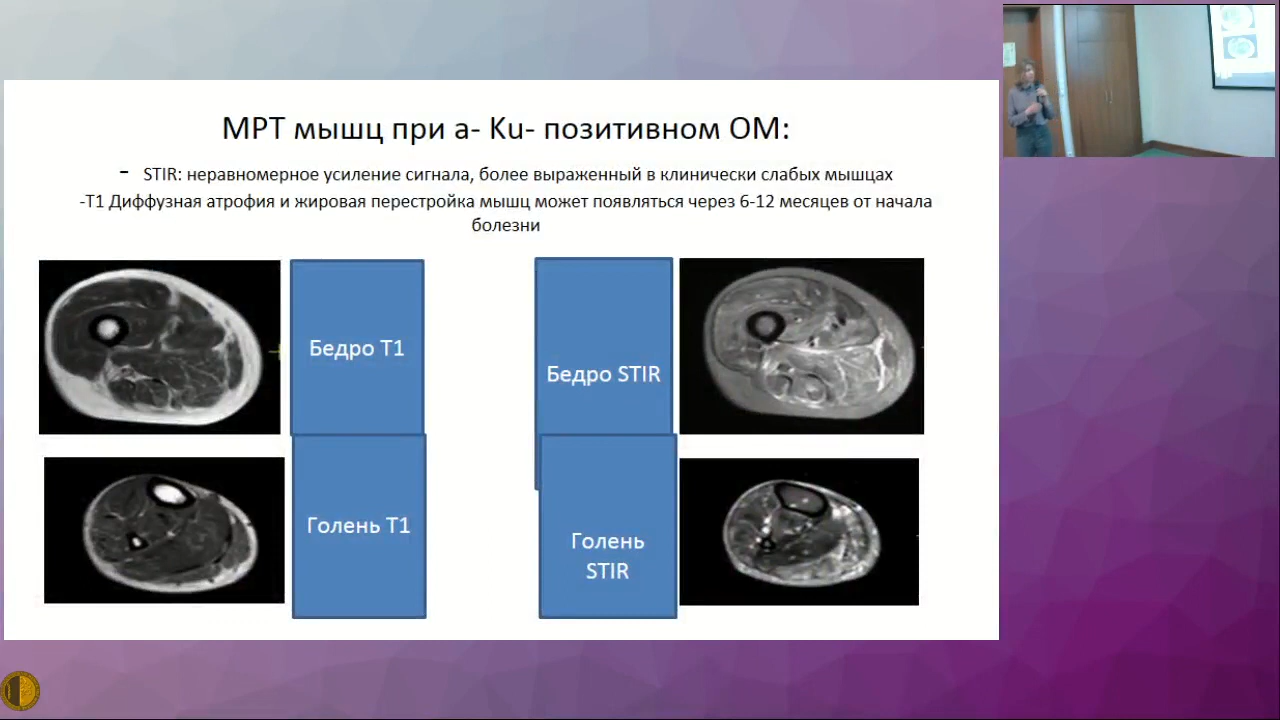 МРТ мышц при а- Ku- позитивном ОМ:
- STIR: неравномерное усиление сигнала, более выраженный в клинически слабых мышцах
-Т1 Диффузная атрофия и жировая перестройка мышц может появляться через 6-12 месяцев от начала
болезни
Бедро Т1
Бедро STIR
Голень Т1
Голень
STIR